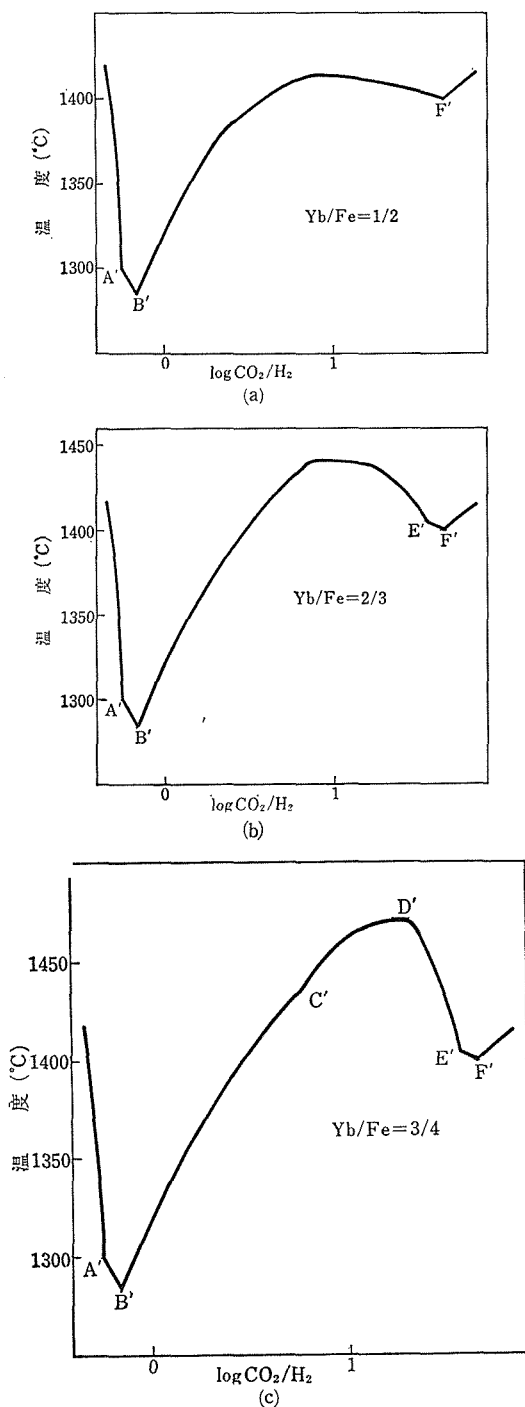 温 度 (°C)
1400
1350
1300
F'
A'
B'
Yb/Fe=1/2
0
1
log CO₂/H₂
(a)
温 度 (°C)
1450
1400
1350
1300
E'
F'
A'
B'
Yb/Fe=2/3
0
1
log CO₂/H₂
(b)
温 度 (°C)
1450
1400
1350
1300
D'
C'
E'
F'
A'
B'
Yb/Fe=3/4
0
1
log CO₂/H₂
(c)